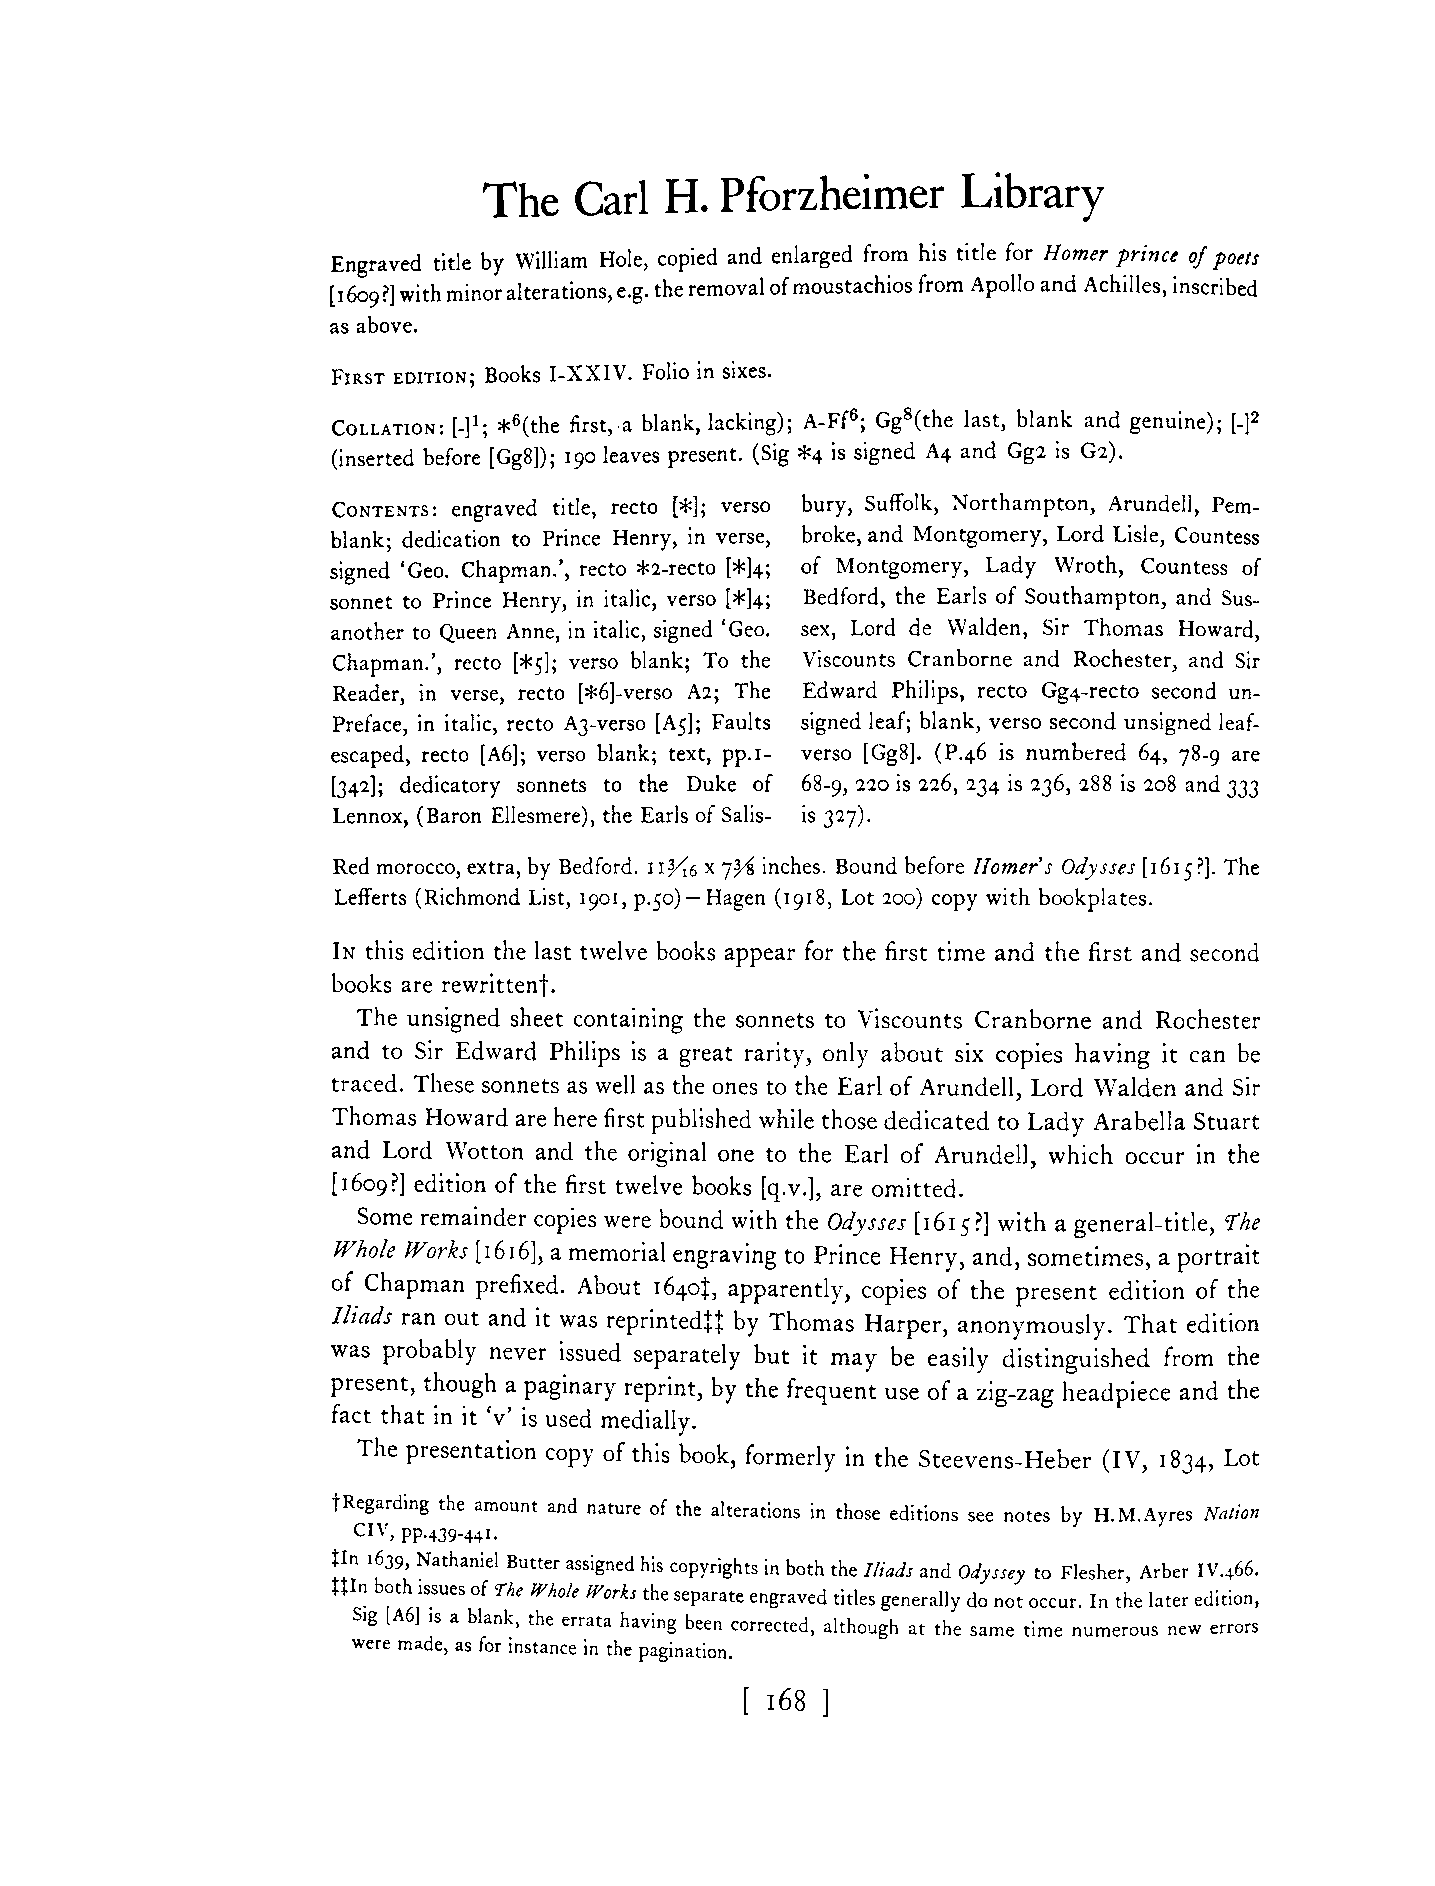 The Carl H. Pforzheimer Library
Engraved title by William Hole, copied and enlarged from his title for Homer prince of poets
[1609?] with minor alterations, e.g. the removal of moustachios from Apollo and Achilles, inscribed
as above.
FIRST EDITION; Books I-XXIV. Folio in sixes.
COLLATION: [-]¹; *⁶(the first, a blank, lacking); A-Ff⁶; Gg⁸(the last, blank and genuine); [-]²
(inserted before [Gg8]); 190 leaves present. (Sig *4 is signed A4 and Gg2 is G2).
CONTENTS: engraved title, recto [*]; verso
blank; dedication to Prince Henry, in verse,
signed ‘Geo. Chapman.’, recto *2-recto [*]4;
sonnet to Prince Henry, in italic, verso [*]4;
another to Queen Anne, in italic, signed ‘Geo.
Chapman.’, recto [*5]; verso blank; To the
Reader, in verse, recto [*6]-verso A2; The
Preface, in italic, recto A3-verso [A5]; Faults
escaped, recto [A6]; verso blank; text, pp.1-
[342]; dedicatory sonnets to the Duke of
Lennox, (Baron Ellesmere), the Earls of Salis-
bury, Suffolk, Northampton, Arundell, Pem-
broke, and Montgomery, Lord Lisle, Countess
of Montgomery, Lady Wroth, Countess of
Bedford, the Earls of Southampton, and Sus-
sex, Lord de Walden, Sir Thomas Howard,
Viscounts Cranborne and Rochester, and Sir
Edward Philips, recto Gg4-recto second un-
signed leaf; blank, verso second unsigned leaf-
verso [Gg8]. (P.46 is numbered 64, 78-9 are
68-9, 220 is 226, 234 is 236, 288 is 208 and 333
is 327).
Red morocco, extra, by Bedford. 11 3/16 x 7 3/8 inches. Bound before Homer's Odysses [1615?]. The
Lefferts (Richmond List, 1901, p.50) — Hagen (1918, Lot 200) copy with bookplates.
IN this edition the last twelve books appear for the first time and the first and second
books are rewritten†.
The unsigned sheet containing the sonnets to Viscounts Cranborne and Rochester
and to Sir Edward Philips is a great rarity, only about six copies having it can be
traced. These sonnets as well as the ones to the Earl of Arundell, Lord Walden and Sir
Thomas Howard are here first published while those dedicated to Lady Arabella Stuart
and Lord Wotton and the original one to the Earl of Arundell, which occur in the
[1609?] edition of the first twelve books [q.v.], are omitted.
Some remainder copies were bound with the Odysses [1615?] with a general-title, The
Whole Works [1616], a memorial engraving to Prince Henry, and, sometimes, a portrait
of Chapman prefixed. About 1640‡, apparently, copies of the present edition of the
Iliads ran out and it was reprinted‡‡ by Thomas Harper, anonymously. That edition
was probably never issued separately but it may be easily distinguished from the
present, though a paginary reprint, by the frequent use of a zig-zag headpiece and the
fact that in it ‘v’ is used medially.
The presentation copy of this book, formerly in the Steevens-Heber (IV, 1834, Lot
†Regarding the amount and nature of the alterations in those editions see notes by H.M.Ayres Nation
CIV, pp.439-441.
‡In 1639, Nathaniel Butter assigned his copyrights in both the Iliads and Odyssey to Flesher, Arber IV.466.
‡‡In both issues of The Whole Works the separate engraved titles generally do not occur. In the later edition,
Sig [A6] is a blank, the errata having been corrected, although at the same time numerous new errors
were made, as for instance in the pagination.
[ 168 ]